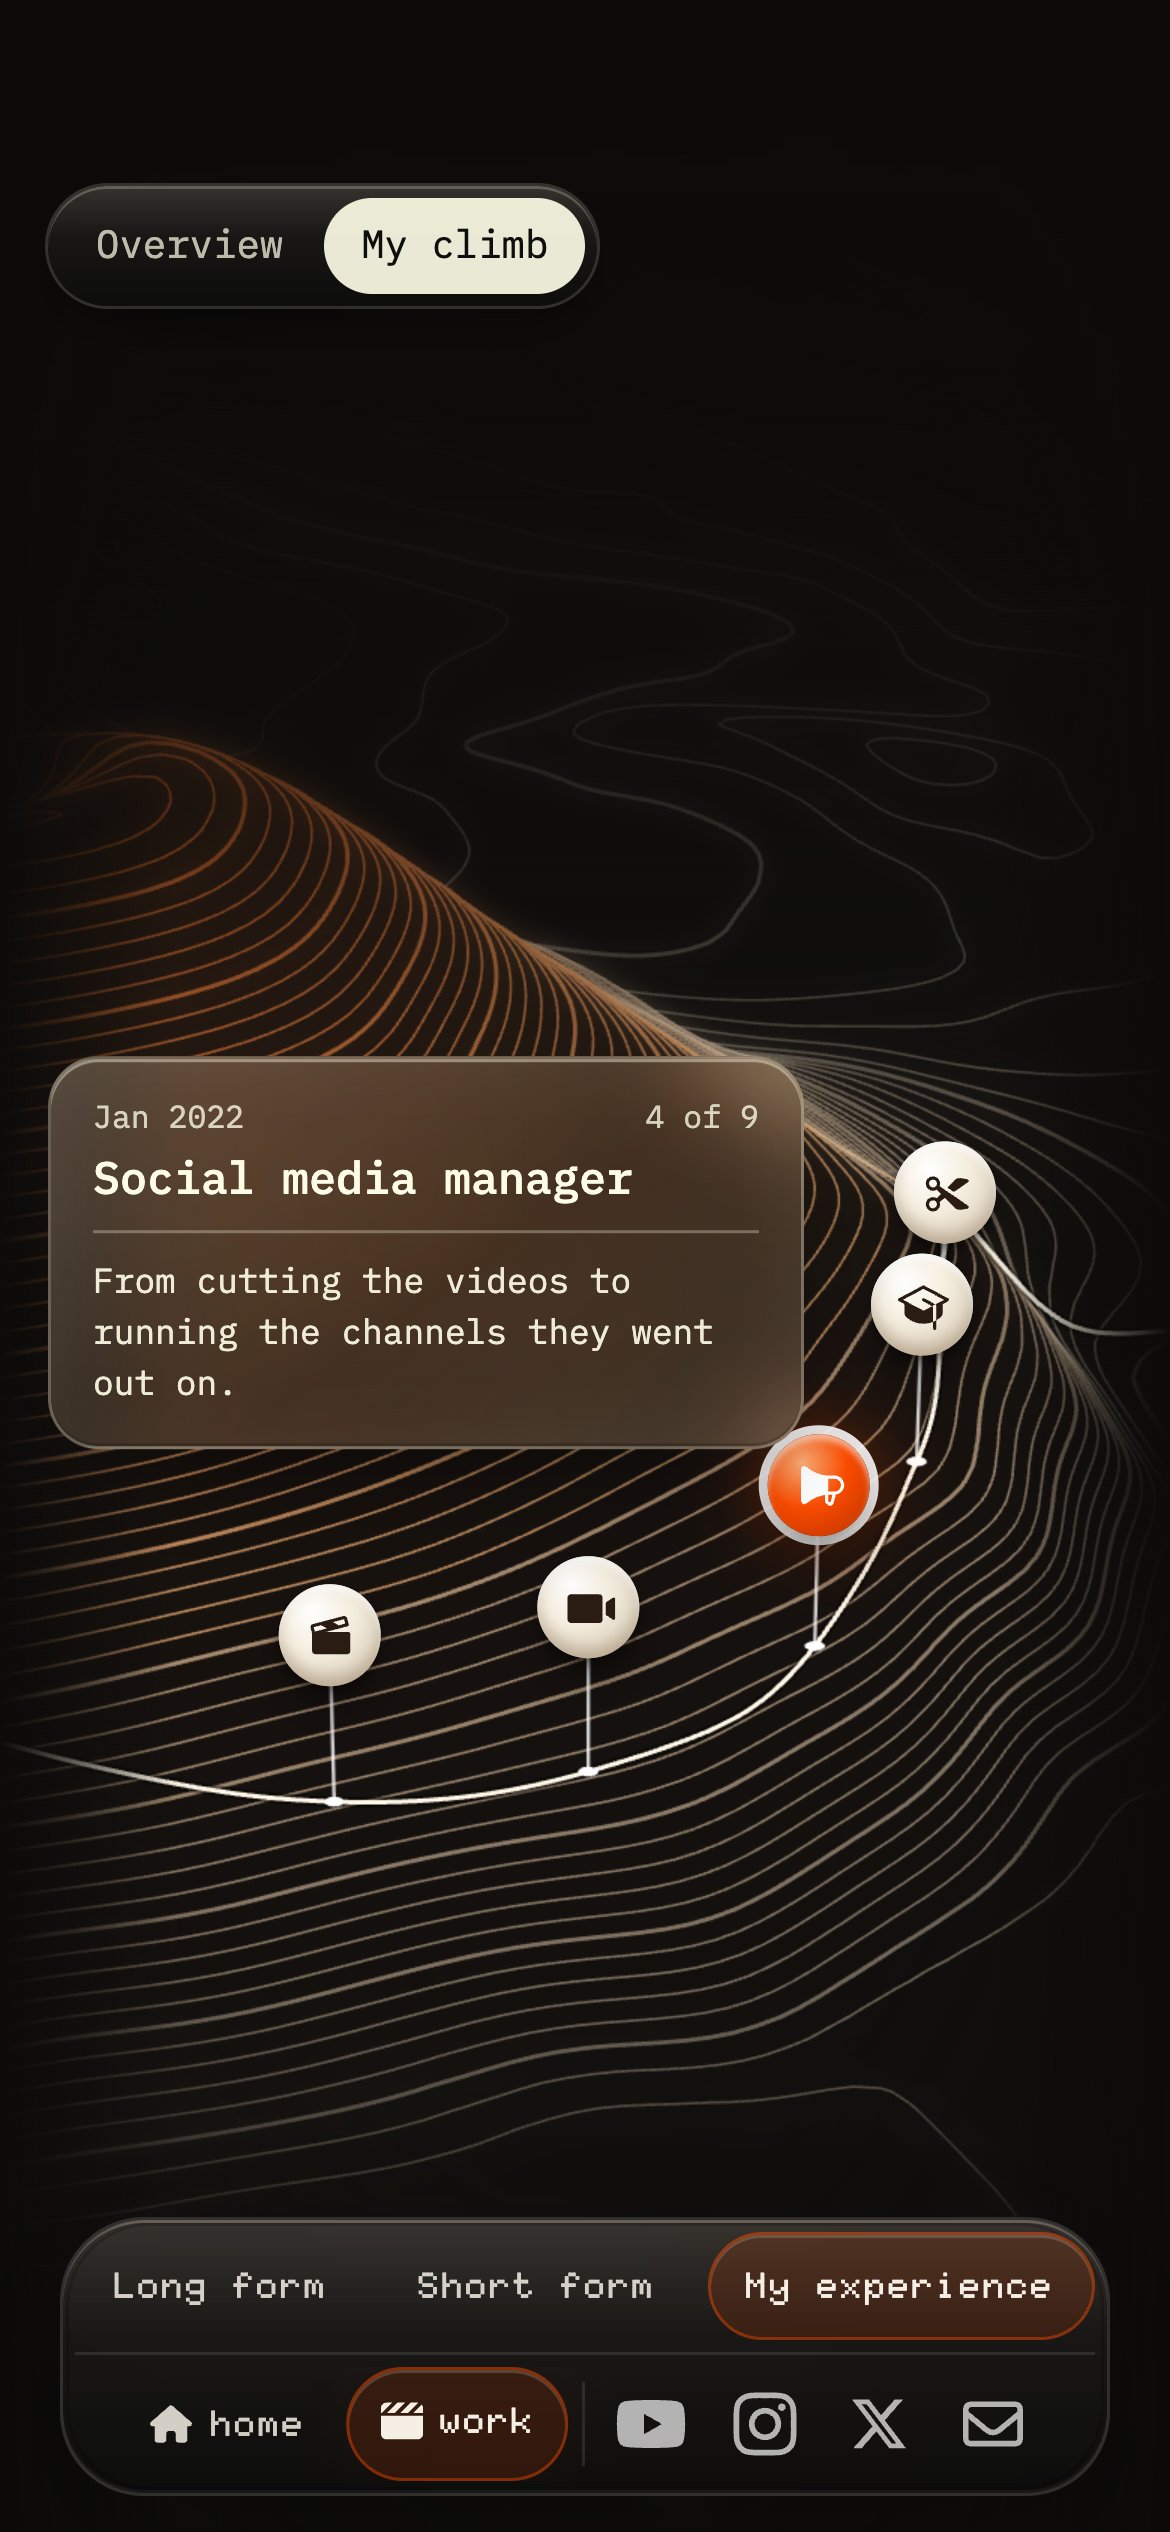 Overview My climb
Jan 2022 4 of 9
Social media manager
From cutting the videos to
running the channels they went
out on.
Long form Short form My experience
home work